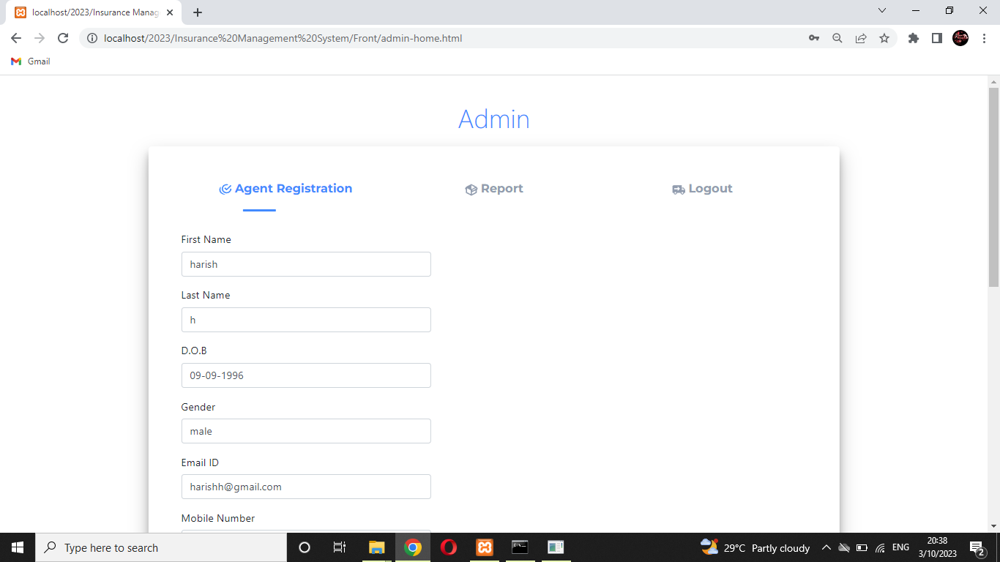 localhost/2023/Insurance Manag
localhost/2023/Insurance%20Management%20System/Front/admin-home.html
Gmail
Admin
Agent Registration
Report
Logout
First Name
harish
Last Name
h
D.O.B
09-09-1996
Gender
male
Email ID
harishh@gmail.com
Mobile Number
Type here to search
29°C Partly cloudy
ENG
20:38
3/10/2023
2